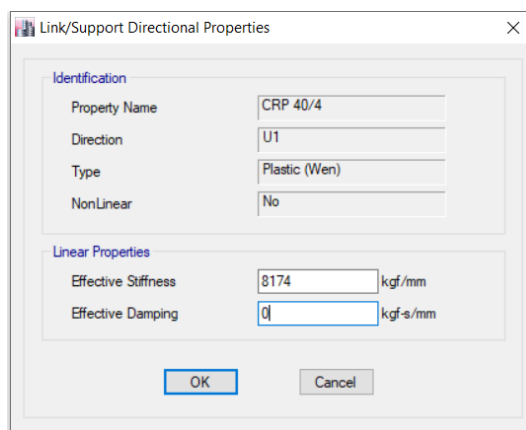 Link/Support Directional Properties
Identification
Property Name CRP 40/4
Direction U1
Type Plastic (Wen)
NonLinear No
Linear Properties
Effective Stiffness 8174 kgf/mm
Effective Damping 0 kgf-s/mm
OK Cancel